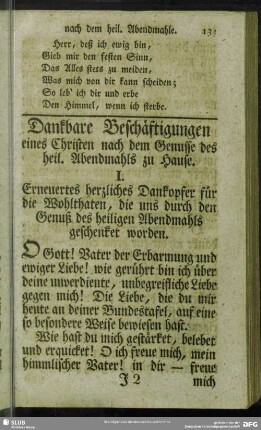 nach dem heil. Abendmahle. 131
Herr, deß ich ewig bin,
Gieb mir den festen Sinn,
Das Alles stets zu meiden,
Was mich von dir kann scheiden;
So leb' ich dir und erbe
Den Himmel, wenn ich sterbe.
Dankbare Beschäftigungen
eines Christen nach dem Genusse des
heil. Abendmahls zu Hause.
I.
Erneuertes herzliches Dankopfer für
die Wohlthaten, die uns durch den
Genuß des heiligen Abendmahls
geschenket worden.
O Gott! Vater der Erbarmung und
ewiger Liebe! wie gerührt bin ich über
deine unverdiente, unbegreifliche Liebe
gegen mich! Die Liebe, die du mir
heute an deiner Bundestafel, auf eine
so besondere Weise bewiesen hast.
Wie hast du mich gestärket, belebet
und erquicket! O ich freue mich, mein
himmlischer Vater! in dir — freue
J 2 mich
SLUB
DFG